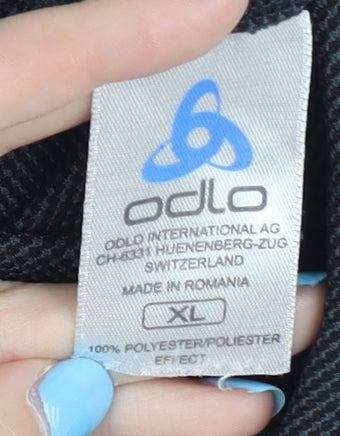 odlo
ODLO INTERNATIONAL AG
CH-6331 HUENENBERG-ZUG
SWITZERLAND
MADE IN ROMANIA
XL
100% POLYESTER/POLIESTER
EFFECT